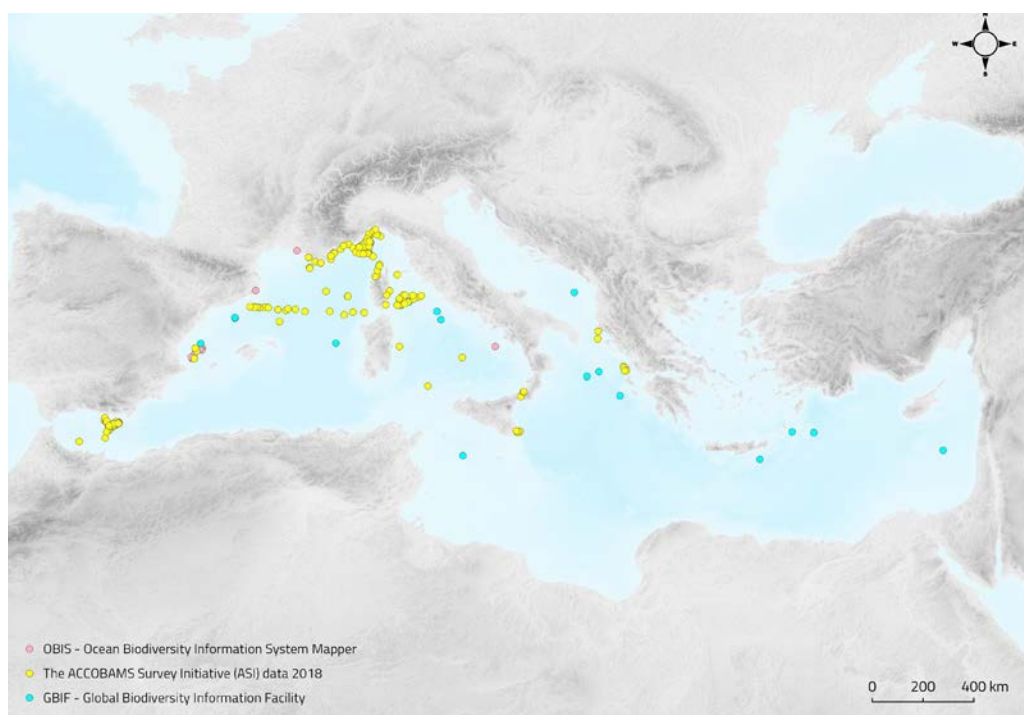 N
W E
S
OBIS - Ocean Biodiversity Information System Mapper
The ACCOBAMS Survey Initiative (ASI) data 2018
GBIF - Global Biodiversity Information Facility
0 200 400 km